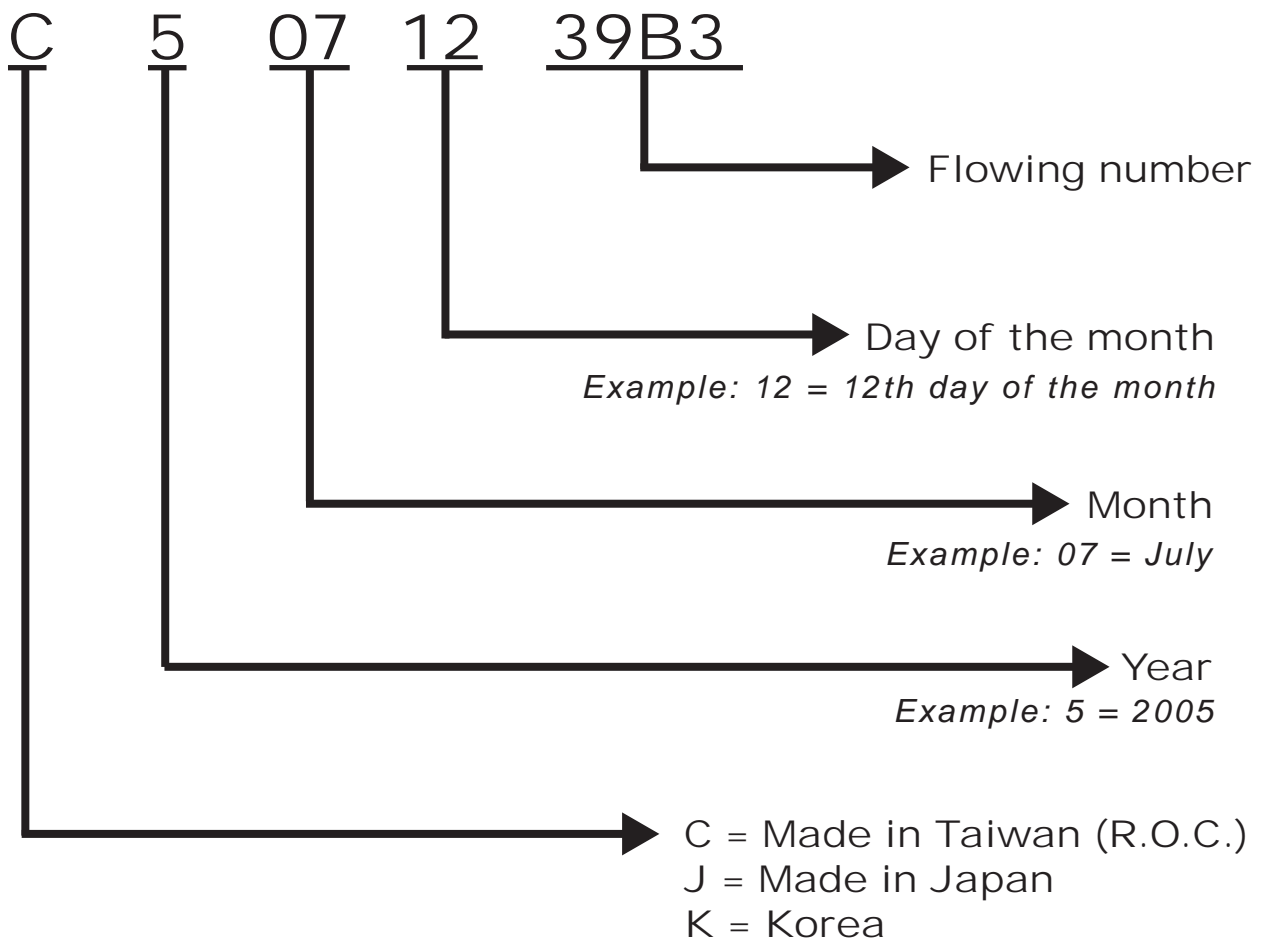 C 5 07 12 39B3
Flowing number
Day of the month
Example: 12 = 12th day of the month
Month
Example: 07 = July
Year
Example: 5 = 2005
C = Made in Taiwan (R.O.C.)
J = Made in Japan
K = Korea